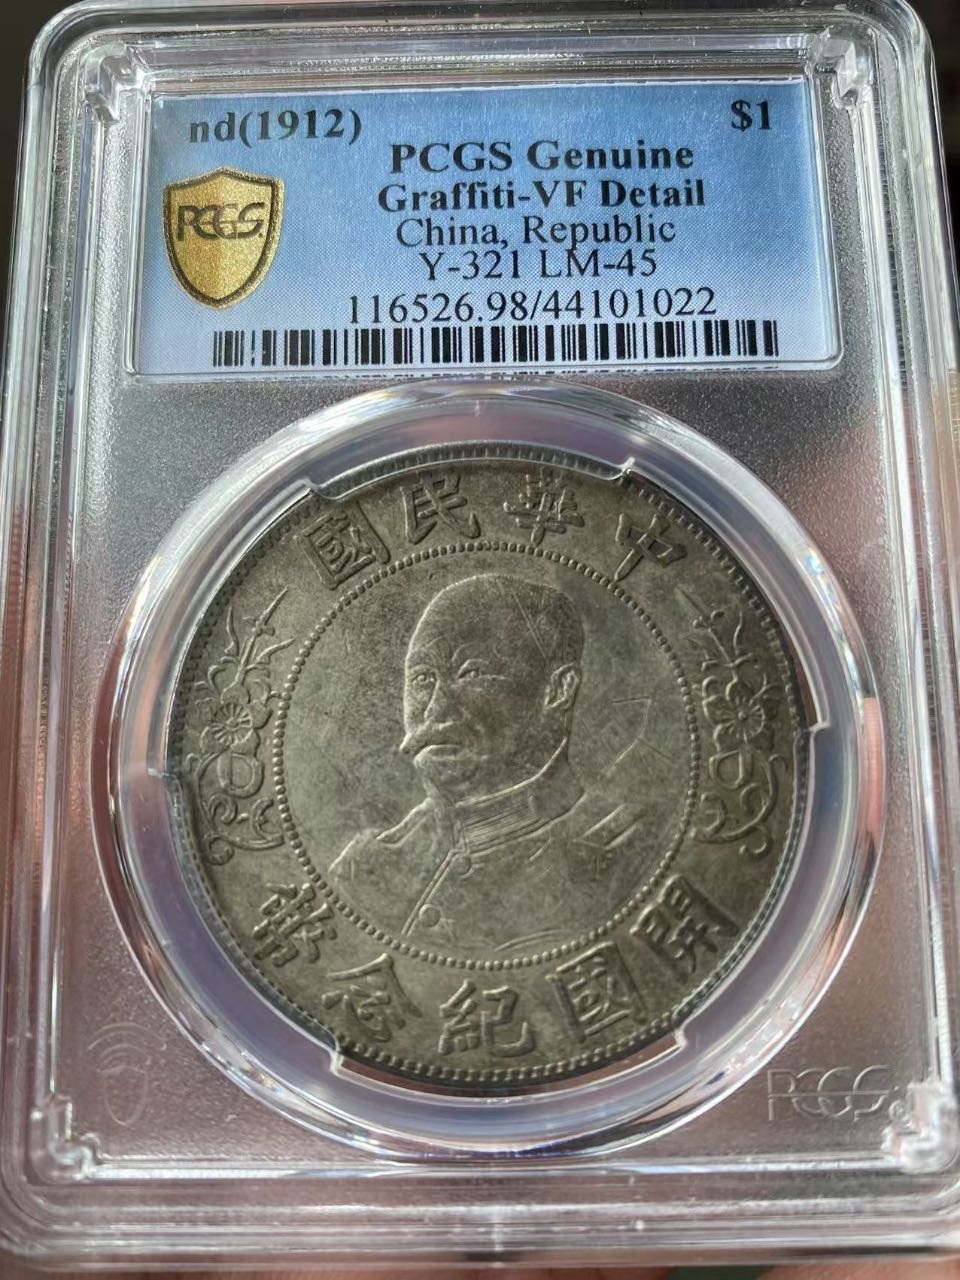 nd(1912) $1
PCGS Genuine
Graffiti-VF Detail
China, Republic
Y-321 LM-45
116526.98/44101022
PCGS
中華民國
開國紀念幣
PCGS